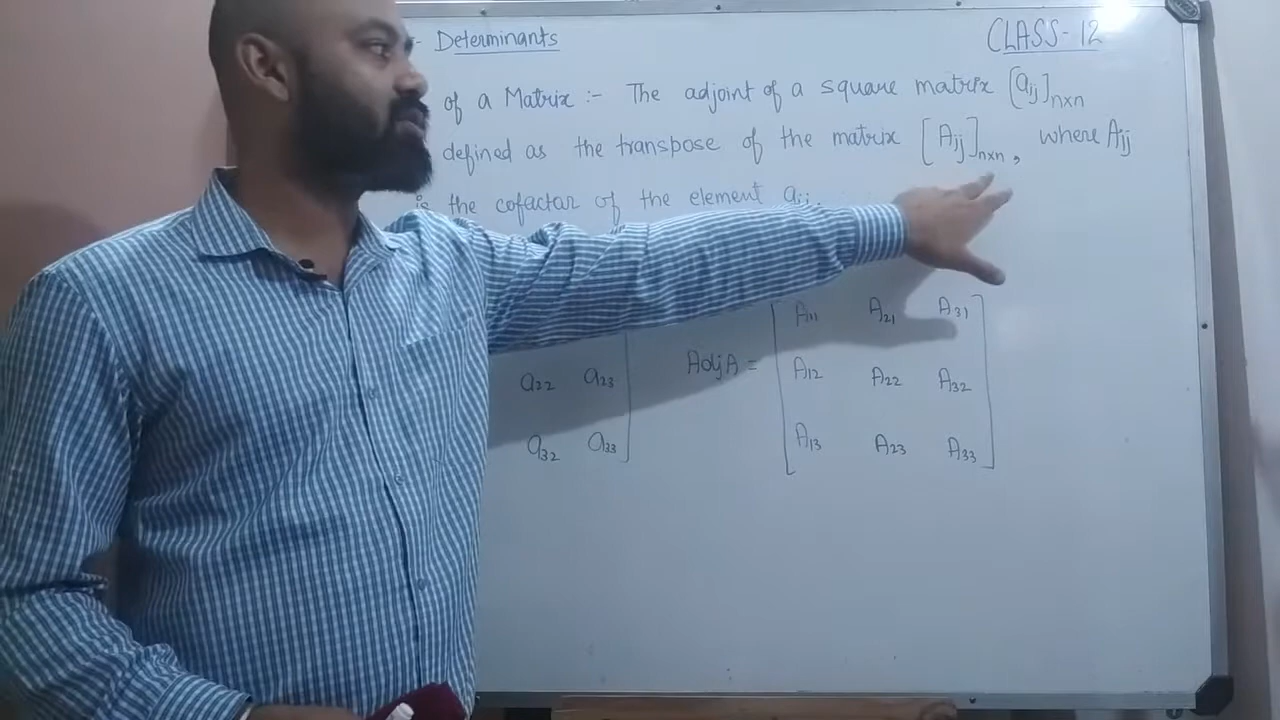 Determinants
CLASS-12
of a Matrix :- The adjoint of a square matrix [aij]n×n
defined as the transpose of the matrix [Aij]n×n, where Aij
is the cofactor of the element aij.
A11 A21 A31
a22 a23 AdjA = A12 A22 A32
a32 a33 A13 A23 A33